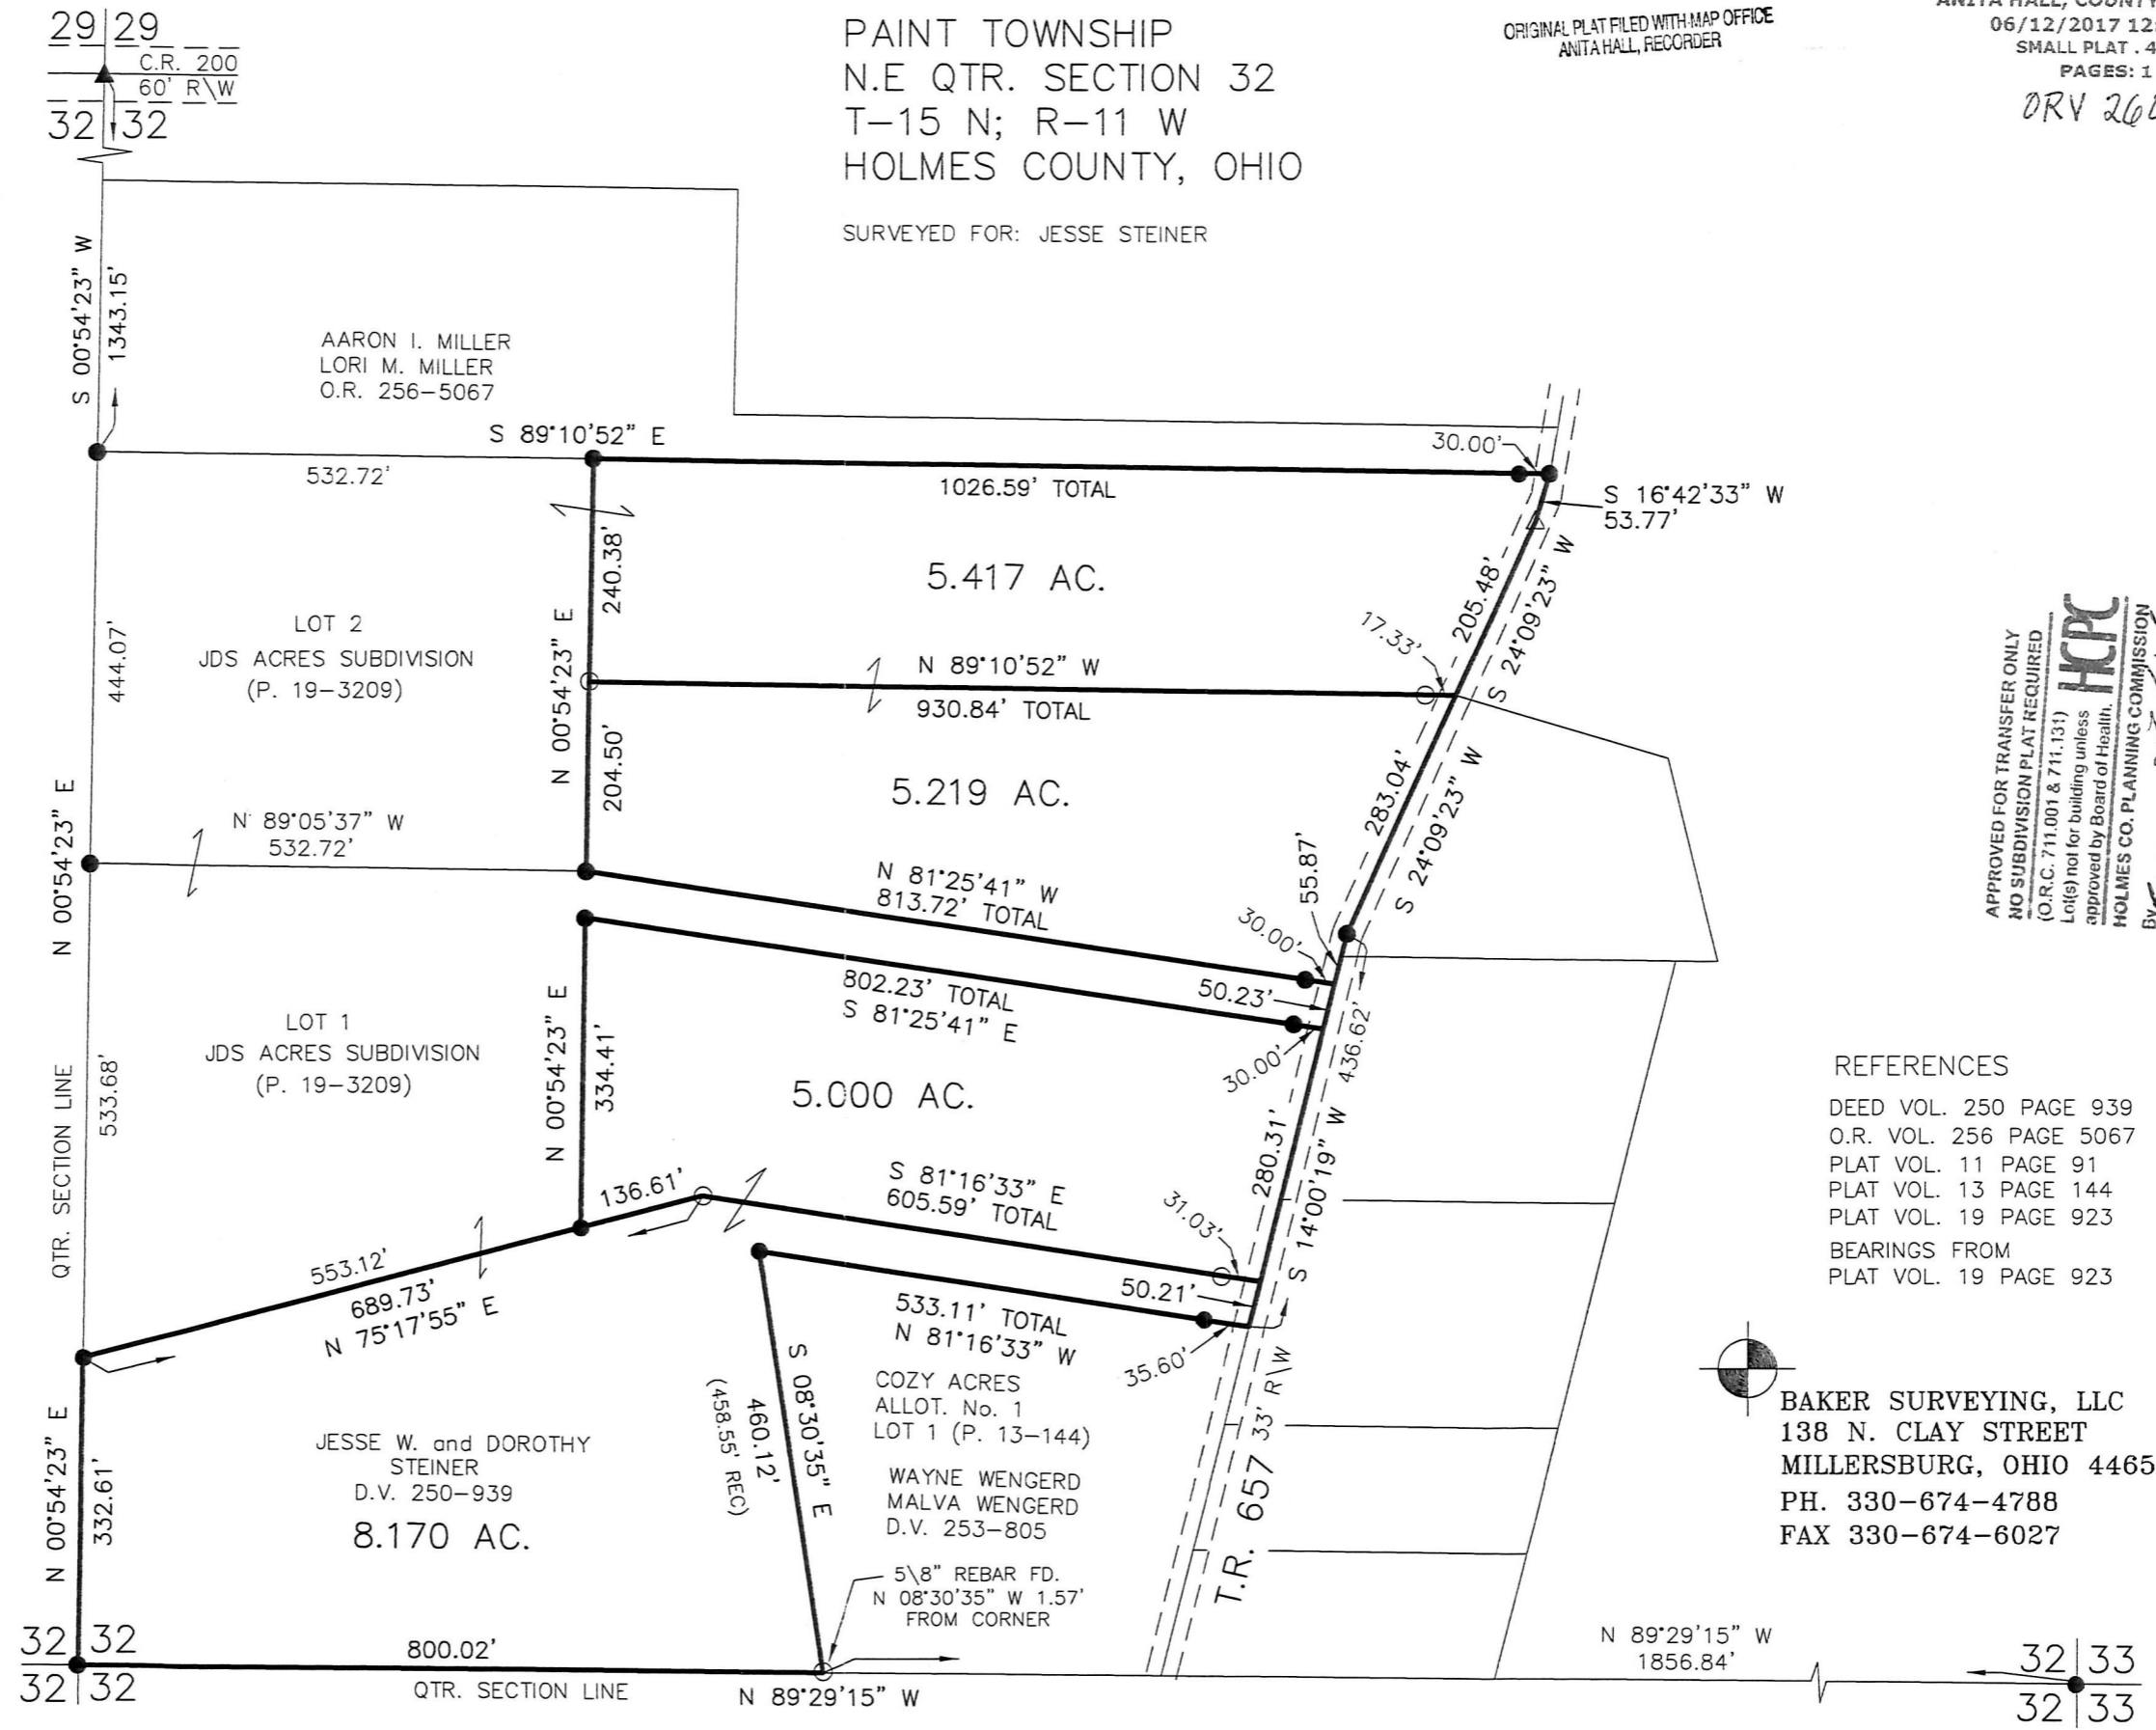 29 29
C.R. 200
60' R\W
32 32
PAINT TOWNSHIP
N.E QTR. SECTION 32
T-15 N; R-11 W
HOLMES COUNTY, OHIO
SURVEYED FOR: JESSE STEINER
ORIGINAL PLAT FILED WITH MAP OFFICE
ANITA HALL, RECORDER
ANITA HALL, COUNTY
06/12/2017
SMALL PLAT . 4
PAGES: 1
ORV
S 00°54'23" W
1343.15'
AARON I. MILLER
LORI M. MILLER
O.R. 256-5067
S 89°10'52" E
532.72'
1026.59' TOTAL
30.00'
S 16°42'33" W
53.77'
240.38'
5.417 AC.
205.48'
S 24°09'23" W
17.33'
444.07'
LOT 2
JDS ACRES SUBDIVISION
(P. 19-3209)
N 00°54'23" E
N 89°10'52" W
930.84' TOTAL
204.50'
5.219 AC.
283.04'
S 24°09'23" W
N 00°54'23" E
N 89°05'37" W
532.72'
N 81°25'41" W
813.72' TOTAL
55.87'
30.00'
802.23' TOTAL
S 81°25'41" E
50.23'
30.00'
436.62'
LOT 1
JDS ACRES SUBDIVISION
(P. 19-3209)
N 00°54'23" E
334.41'
5.000 AC.
280.31'
S 14°00'19" W
QTR. SECTION LINE
533.68'
136.61'
S 81°16'33" E
605.59' TOTAL
31.03'
553.12'
689.73'
N 75°17'55" E
533.11' TOTAL
N 81°16'33" W
50.21'
35.60'
S 08°30'35" E
460.12'
(458.55' REC)
COZY ACRES
ALLOT. No. 1
LOT 1 (P. 13-144)
WAYNE WENGERD
MALVA WENGERD
D.V. 253-805
N 00°54'23" E
332.61'
JESSE W. and DOROTHY
STEINER
D.V. 250-939
8.170 AC.
5\8" REBAR FD.
N 08°30'35" W 1.57'
FROM CORNER
T.R. 657 33' R\W
32 32
32 32
800.02'
QTR. SECTION LINE
N 89°29'15" W
N 89°29'15" W
1856.84'
32 33
32 33
APPROVED FOR TRANSFER ONLY
NO SUBDIVISION PLAT REQUIRED
(O.R.C. 711.001 & 711.131)
Lot(s) not for building unless
approved by Board of Health.
HCPC
HOLMES CO. PLANNING COMMISSION
By
REFERENCES
DEED VOL. 250 PAGE 939
O.R. VOL. 256 PAGE 5067
PLAT VOL. 11 PAGE 91
PLAT VOL. 13 PAGE 144
PLAT VOL. 19 PAGE 923
BEARINGS FROM
PLAT VOL. 19 PAGE 923
BAKER SURVEYING, LLC
138 N. CLAY STREET
MILLERSBURG, OHIO 4465
PH. 330-674-4788
FAX 330-674-6027